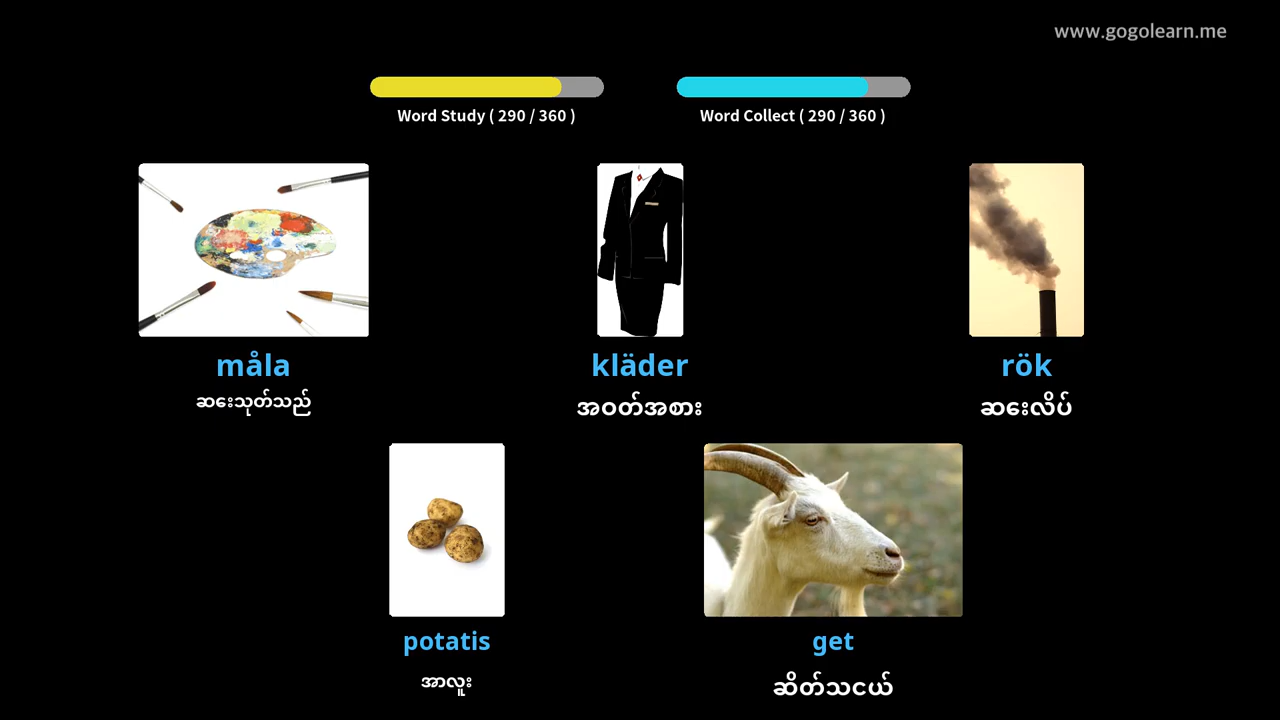 www.gogolearn.me
Word Study ( 290 / 360 )
Word Collect ( 290 / 360 )
måla
kläder
rök
ဆေးသုတ်သည်
အဝတ်အစား
ဆေးလိပ်
potatis
get
အာလူး
ဆိတ်သငယ်